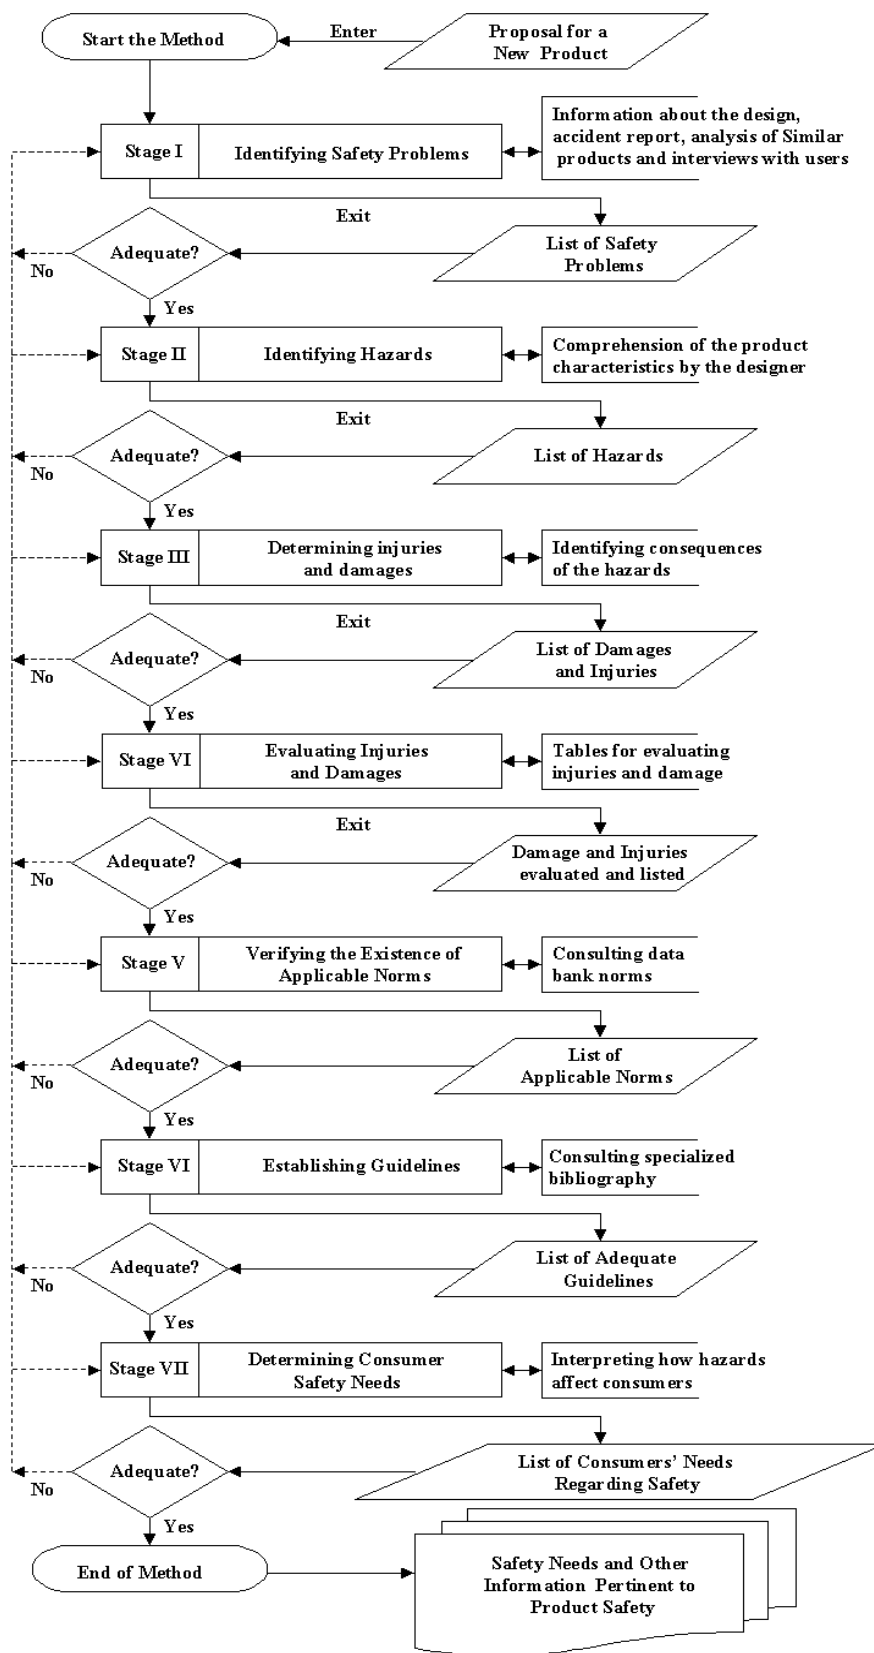 Start the Method
Enter
Proposal for a
New Product
Stage I
Identifying Safety Problems
Information about the design,
accident report, analysis of Similar
products and interviews with users
Exit
List of Safety
Problems
Adequate?
No
Yes
Stage II
Identifying Hazards
Comprehension of the product
characteristics by the designer
Exit
List of Hazards
Adequate?
No
Yes
Stage III
Determining injuries
and damages
Identifying consequences
of the hazards
Exit
List of Damages
and Injuries
Adequate?
No
Yes
Stage VI
Evaluating Injuries
and Damages
Tables for evaluating
injuries and damage
Exit
Damage and Injuries
evaluated and listed
Adequate?
No
Yes
Stage V
Verifying the Existence of
Applicable Norms
Consulting data
bank norms
List of
Applicable Norms
Adequate?
No
Yes
Stage VI
Establishing Guidelines
Consulting specialized
bibliography
List of Adequate
Guidelines
Adequate?
No
Yes
Stage VII
Determining Consumer
Safety Needs
Interpreting how hazards
affect consumers
List of Consumers’ Needs
Regarding Safety
Adequate?
No
Yes
End of Method
Safety Needs and Other
Information Pertinent to
Product Safety